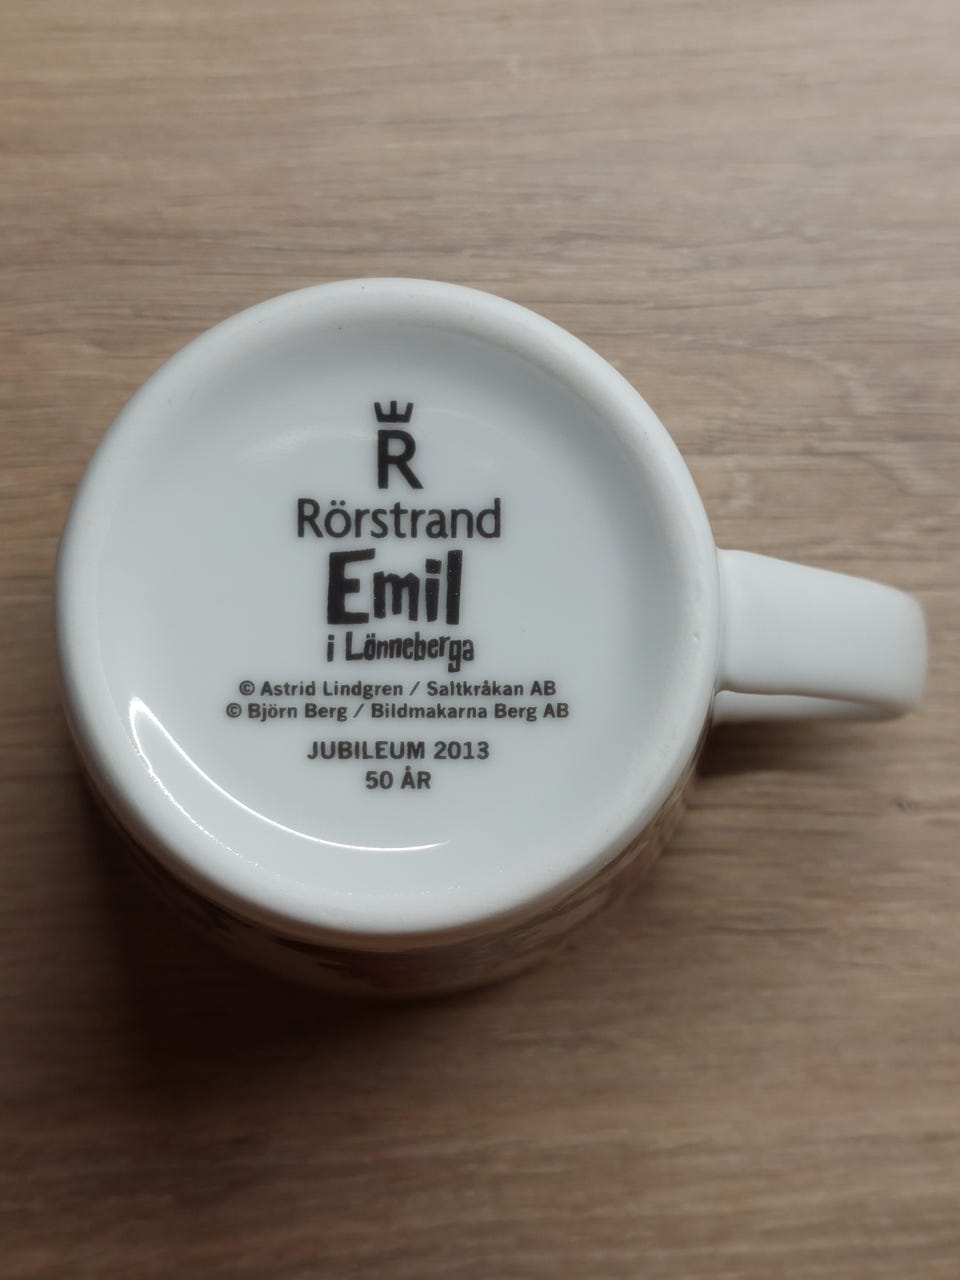 R
Rörstrand
Emil
i Lönneberga
© Astrid Lindgren / Saltkråkan AB
© Björn Berg / Bildmakarna Berg AB
JUBILEUM 2013
50 ÅR